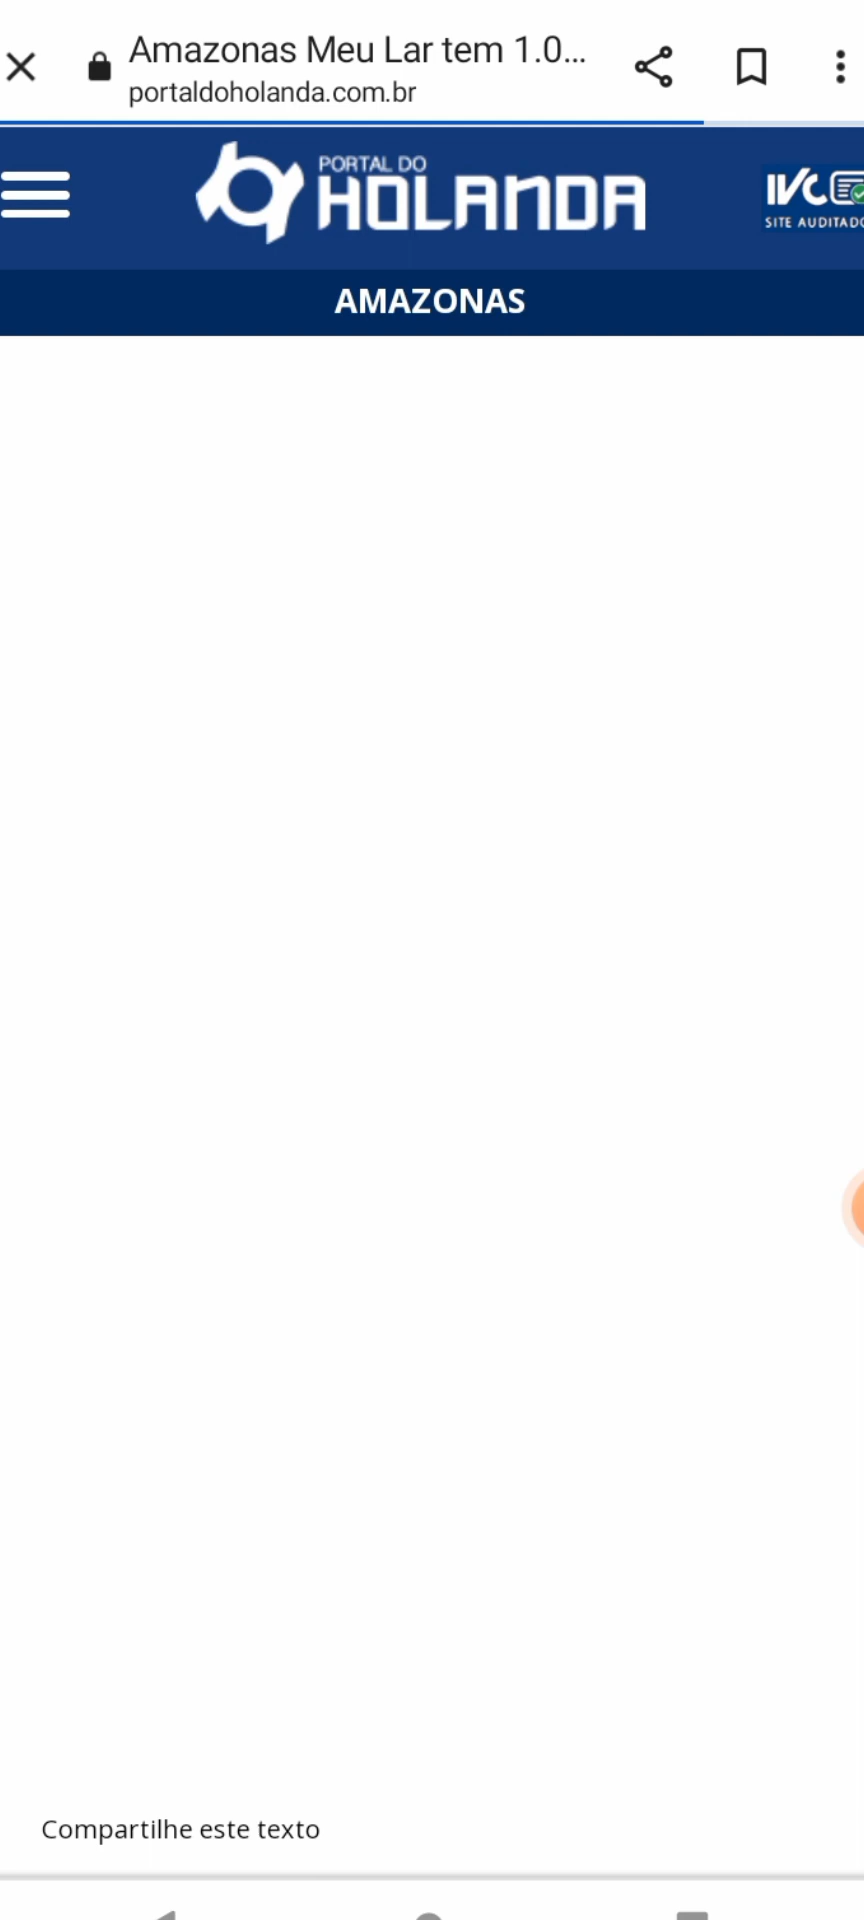 Amazonas Meu Lar tem 1.0...
portaldoholanda.com.br
PORTAL DO
HOLANDA
IVC
SITE AUDITADO
AMAZONAS
Compartilhe este texto